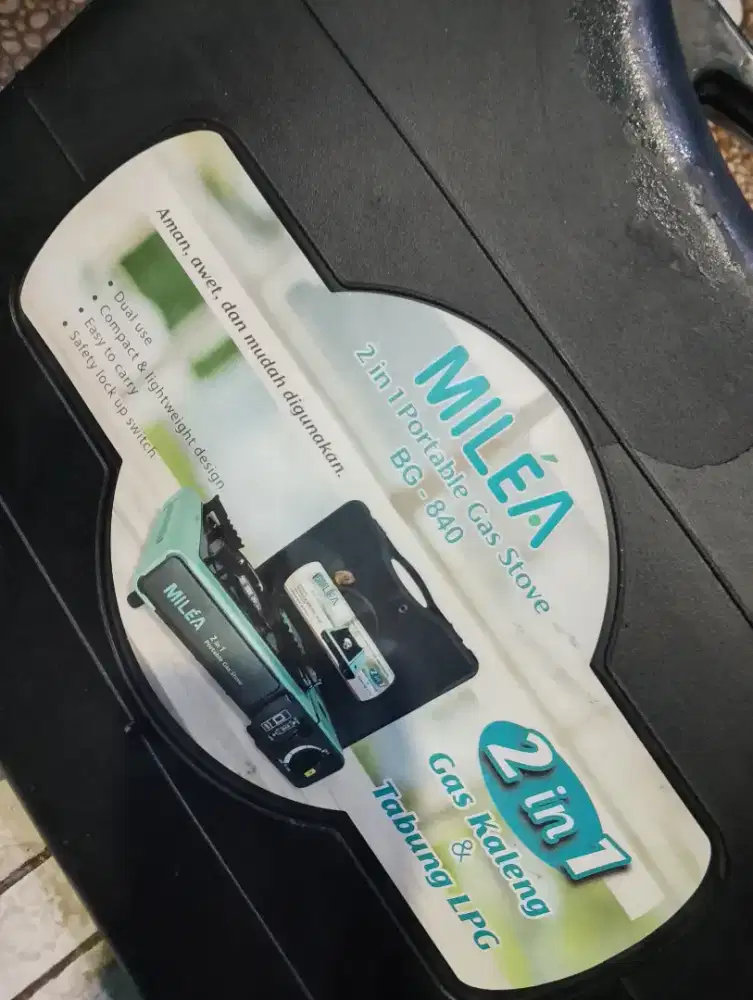 MILÉA
2 in 1 Portable Gas Stove
BG - 840
Aman, awet, dan mudah digunakan.
• Dual use
• Compact & lightweight design
• Easy to carry
• Safety lock up switch
MILÉA
2 in 1
Portable Gas Stove
MILÉA
2 in 1
Gas Kaleng
&
Tabung LPG